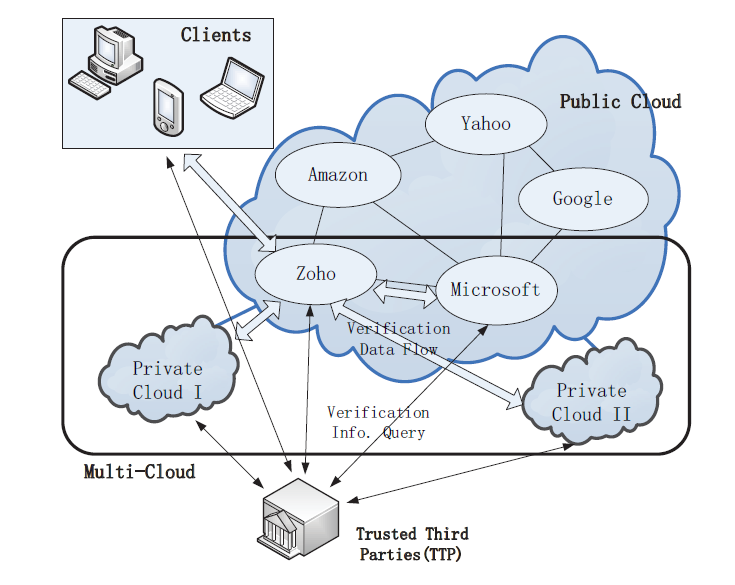 Clients
Public Cloud
Yahoo
Amazon
Google
Zoho
Microsoft
Verification
Data Flow
Private
Cloud I
Private
Cloud II
Verification
Info. Query
Multi-Cloud
Trusted Third
Parties(TTP)